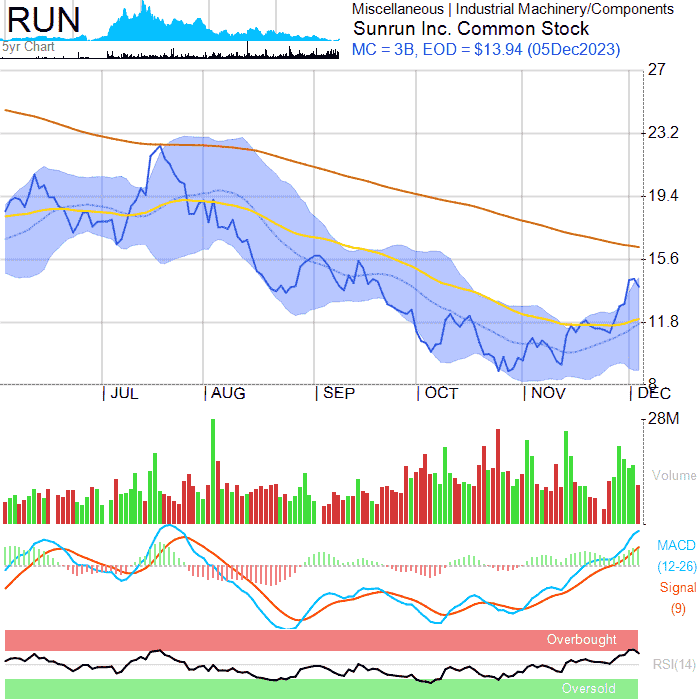 RUN
5yr Chart
Miscellaneous | Industrial Machinery/Components
Sunrun Inc. Common Stock
MC = 3B, EOD = $13.94 (05Dec2023)
27
23.2
19.4
15.6
11.8
8
JUL AUG SEP OCT NOV DEC
28M
Volume
MACD
(12-26)
Signal
(9)
Overbought
RSI(14)
Oversold